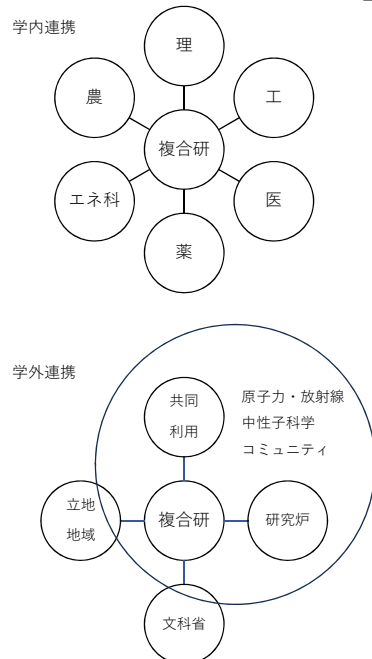 学内連携
理
農
工
複合研
エネ科
医
薬
学外連携
共同
利用
原子力・放射線
中性子科学
コミュニティ
立地
地域
複合研
研究炉
文科省